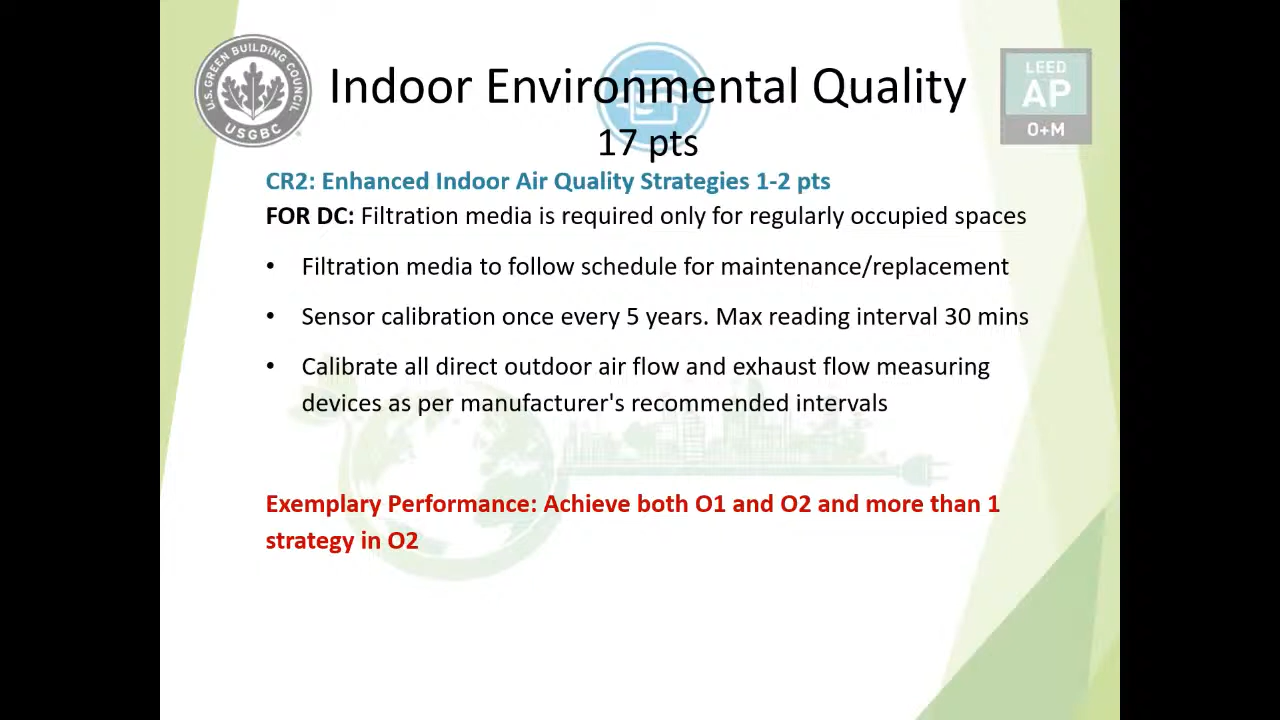 U.S. GREEN BUILDING COUNCIL
USGBC
Indoor Environmental Quality
17 pts
LEED
AP
O+M
CR2: Enhanced Indoor Air Quality Strategies 1-2 pts
FOR DC: Filtration media is required only for regularly occupied spaces
• Filtration media to follow schedule for maintenance/replacement
• Sensor calibration once every 5 years. Max reading interval 30 mins
• Calibrate all direct outdoor air flow and exhaust flow measuring
devices as per manufacturer's recommended intervals
Exemplary Performance: Achieve both O1 and O2 and more than 1
strategy in O2